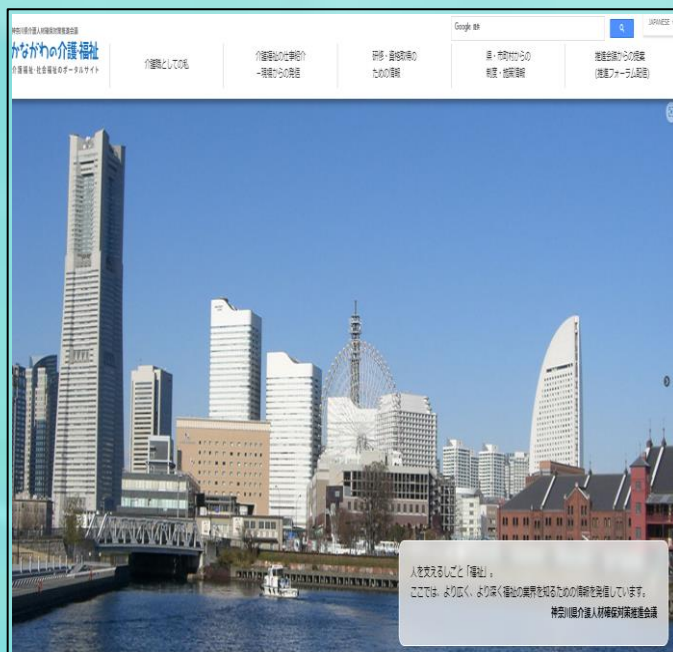 神奈川県介護人材確保対策推進会議
かながわの介護・福祉
介護福祉・社会福祉のポータルサイト
Google 検索
JAPANESE
介護職としての私
介護福祉の仕事紹介
－現場からの発信
研修・資格取得の
ための情報
県・市町村からの
制度・施策情報
推進会議からの提案
(推進フォーラム配信)
人を支えるしごと「福祉」。
ここでは、より広く、より深く福祉の業界を知るための情報を発信しています。
神奈川県介護人材確保対策推進会議